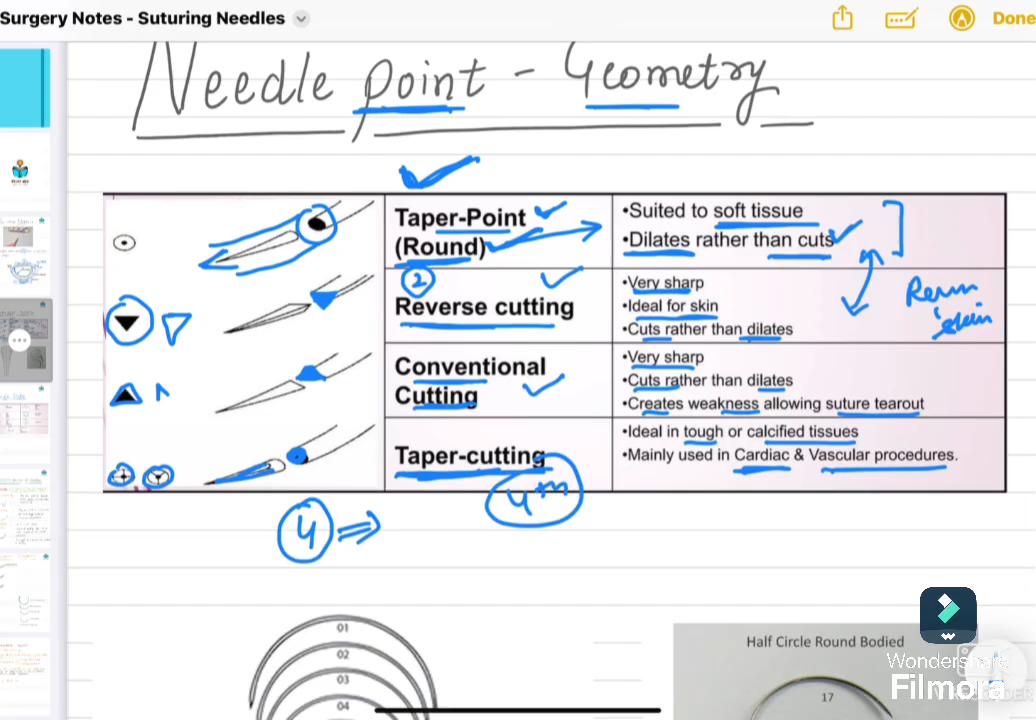 Surgery Notes - Suturing Needles
Done
Needle point - Geometry
Taper-Point
(Round)
•Suited to soft tissue
•Dilates rather than cuts
2
Reverse cutting
•Very sharp
•Ideal for skin
•Cuts rather than dilates
skin
Conventional
Cutting
•Very sharp
•Cuts rather than dilates
•Creates weakness allowing suture tearout
Taper-cutting
•Ideal in tough or calcified tissues
•Mainly used in Cardiac & Vascular procedures.
4
01
02
03
04
Half Circle Round Bodied
17
Wondershare
Filmora